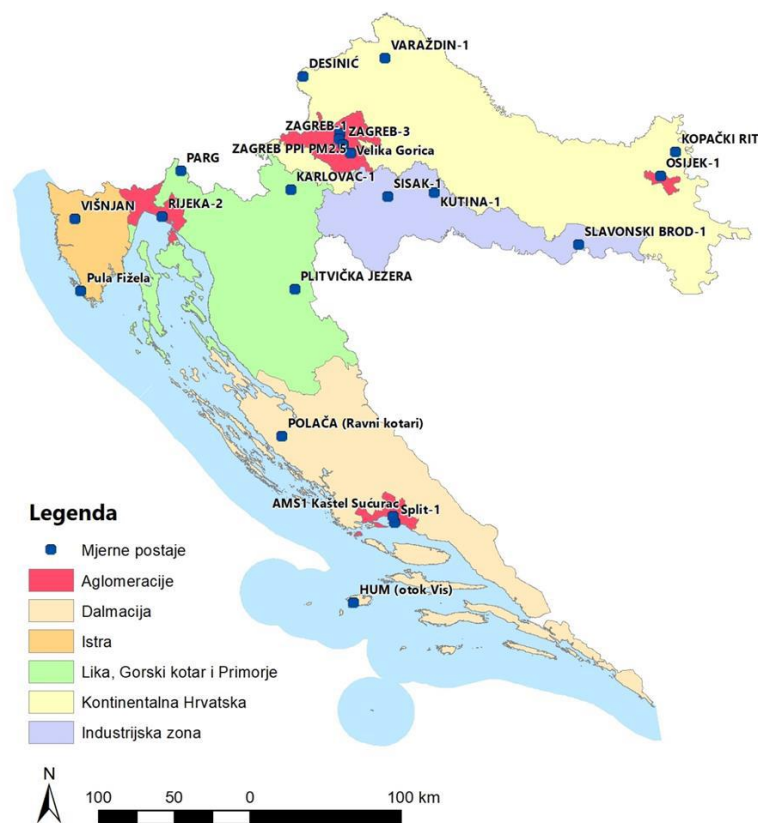 VARAŽDIN-1
DESINIĆ
ZAGREB-1
ZAGREB-3
KOPAČKI RIT
ZAGREB PPI PM2.5
Velika Gorica
PARG
OSIJEK-1
KARLOVAC-1
SISAK-1
KUTINA-1
VIŠNJAN
RIJEKA-2
SLAVONSKI BROD-1
Pula Fižela
PLITVIČKA JEZERA
POLAČA (Ravni kotari)
AMS1 Kaštel Sućurac
Split-1
HUM (otok Vis)
Legenda
Mjerne postaje
Aglomeracije
Dalmacija
Istra
Lika, Gorski kotar i Primorje
Kontinentalna Hrvatska
Industrijska zona
N
100 50 0 100 km